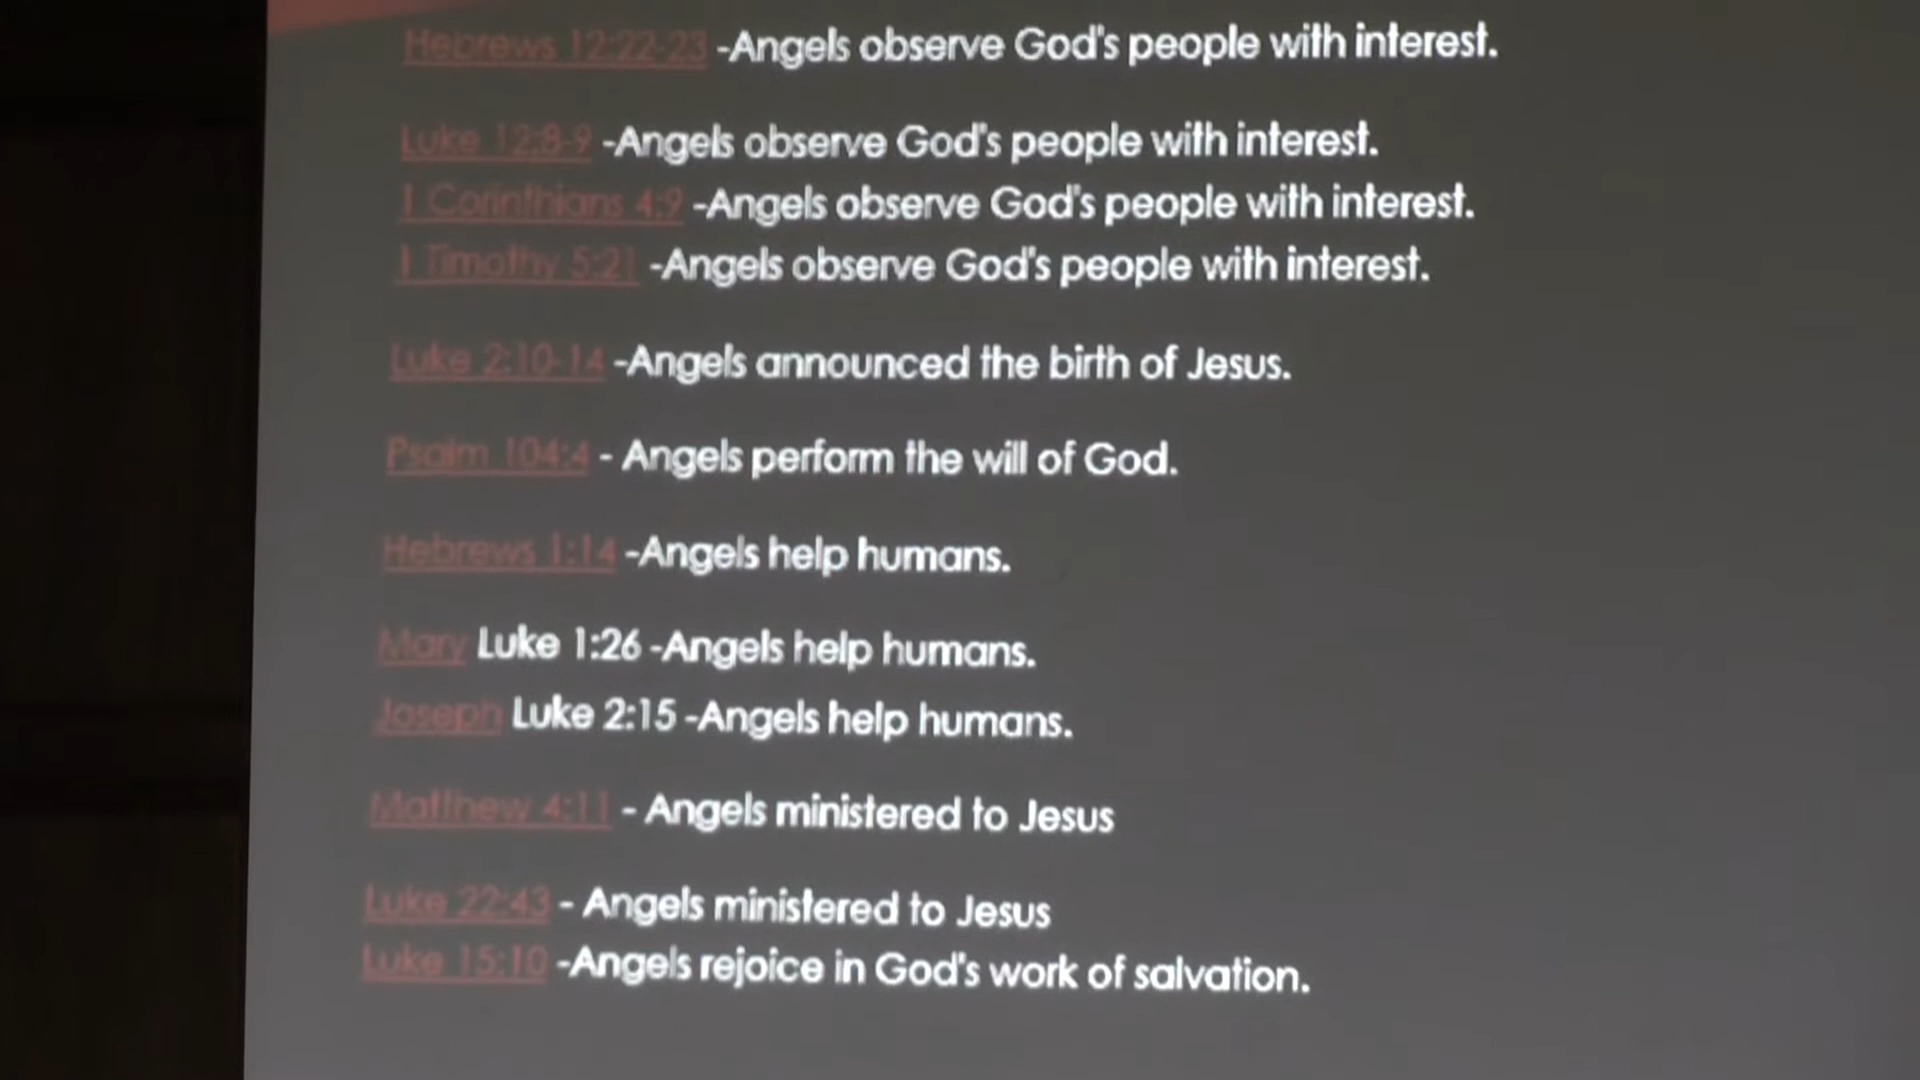 Hebrews 12:22-23 -Angels observe God's people with interest.
Luke 12:8-9 -Angels observe God's people with interest.
1 Corinthians 4:9 -Angels observe God's people with interest.
1 Timothy 5:21 -Angels observe God's people with interest.
Luke 2:10-14 -Angels announced the birth of Jesus.
Psalm 104:4 - Angels perform the will of God.
Hebrews 1:14 -Angels help humans.
Mary Luke 1:26 -Angels help humans.
Joseph Luke 2:15 -Angels help humans.
Matthew 4:11 - Angels ministered to Jesus
Luke 22:43 - Angels ministered to Jesus
Luke 15:10 -Angels rejoice in God's work of salvation.